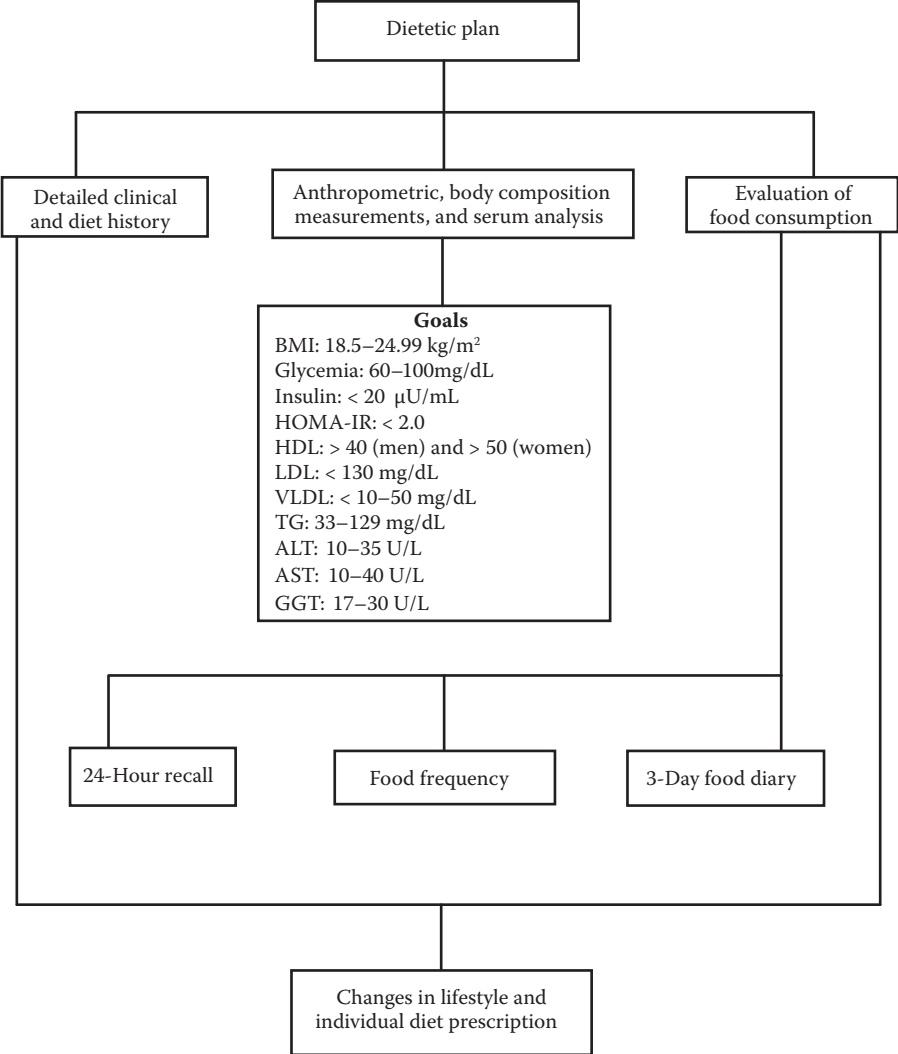 Dietetic plan
Detailed clinical
and diet history
Anthropometric, body composition
measurements, and serum analysis
Evaluation of
food consumption
Goals
BMI: 18.5–24.99 kg/m²
Glycemia: 60–100mg/dL
Insulin: < 20 μU/mL
HOMA-IR: < 2.0
HDL: > 40 (men) and > 50 (women)
LDL: < 130 mg/dL
VLDL: < 10–50 mg/dL
TG: 33–129 mg/dL
ALT: 10–35 U/L
AST: 10–40 U/L
GGT: 17–30 U/L
24-Hour recall
Food frequency
3-Day food diary
Changes in lifestyle and
individual diet prescription